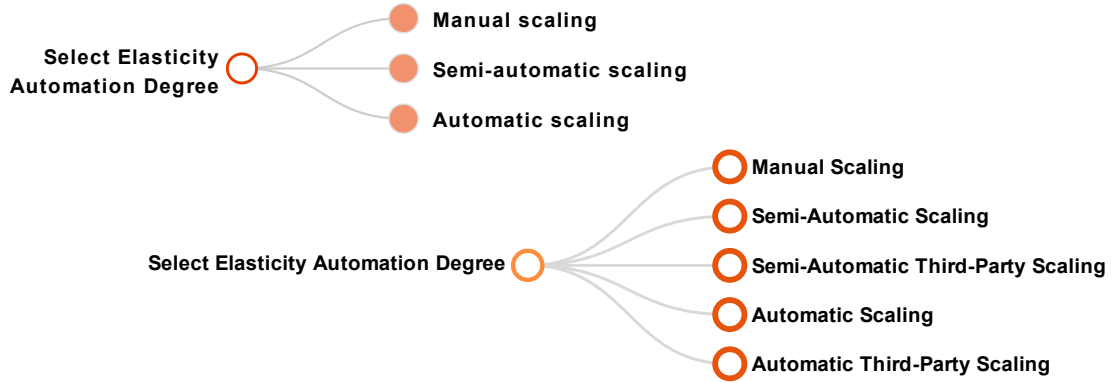 Manual scaling
Select Elasticity
Automation Degree
Semi-automatic scaling
Automatic scaling
Manual Scaling
Semi-Automatic Scaling
Select Elasticity Automation Degree
Semi-Automatic Third-Party Scaling
Automatic Scaling
Automatic Third-Party Scaling